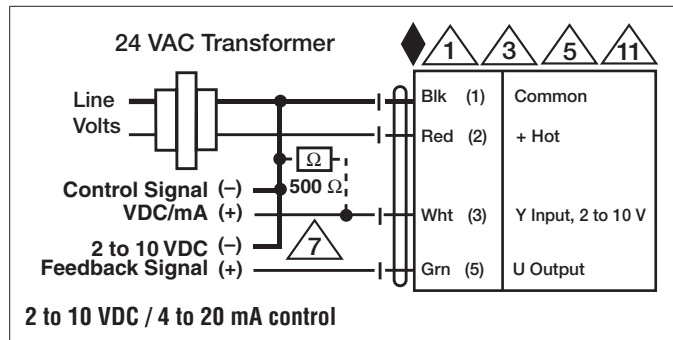 24 VAC Transformer
1 3 5 11
Line
Volts
Blk (1) Common
Red (2) + Hot
Ω
500 Ω
Control Signal (–)
VDC/mA (+)
Wht (3) Y Input, 2 to 10 V
7
2 to 10 VDC (–)
Feedback Signal (+)
Grn (5) U Output
2 to 10 VDC / 4 to 20 mA control